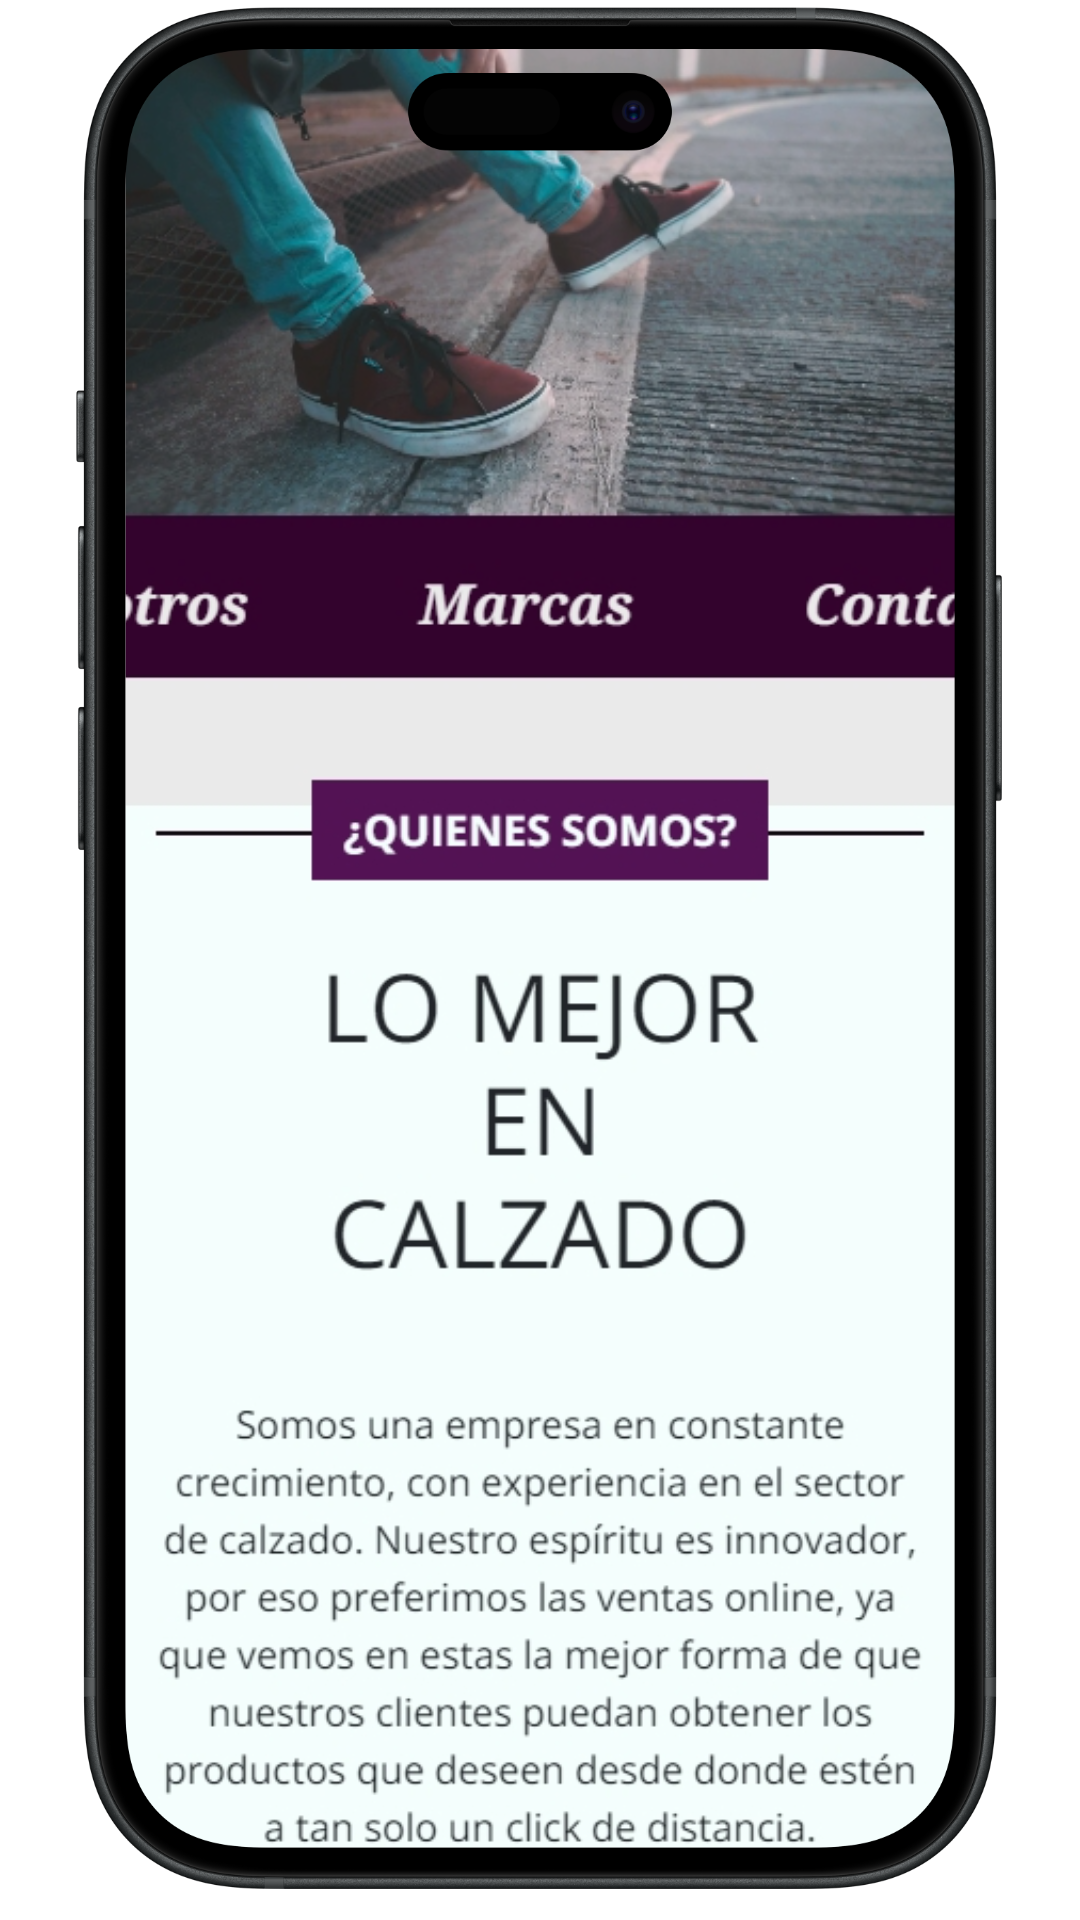 otros Marcas Conta
¿QUIENES SOMOS?
LO MEJOR
EN
CALZADO
Somos una empresa en constante
crecimiento, con experiencia en el sector
de calzado. Nuestro espíritu es innovador,
por eso preferimos las ventas online, ya
que vemos en estas la mejor forma de que
nuestros clientes puedan obtener los
productos que deseen desde donde estén
a tan solo un click de distancia.